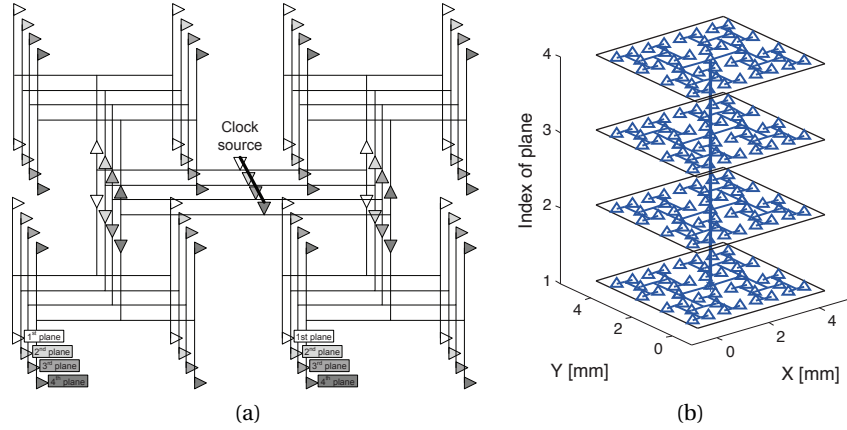 Clock
source
1st plane
2nd plane
3rd plane
4th plane
1st plane
2nd plane
3rd plane
4th plane
(a)
4
3
2
1
Index of plane
4
2
0
Y [mm]
0
2
4
X [mm]
(b)